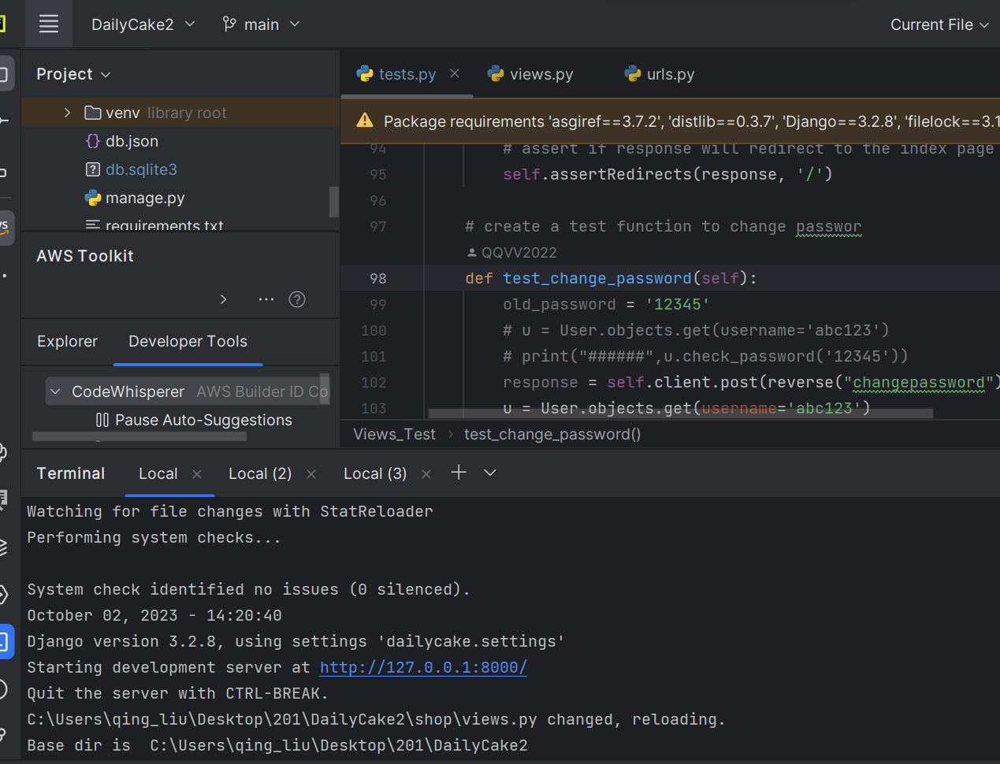 DailyCake2
main
Current File
Project
tests.py
views.py
urls.py
venv library root
db.json
db.sqlite3
manage.py
requirements.txt
Package requirements 'asgiref==3.7.2', 'distlib==0.3.7', 'Django==3.2.8', 'filelock==3.1
94 # assert if response will redirect to the index page
95 self.assertRedirects(response, '/')
96
97 # create a test function to change passwor
QQVV2022
98 def test_change_password(self):
99 old_password = '12345'
100 # u = User.objects.get(username='abc123')
101 # print("######",u.check_password('12345'))
102 response = self.client.post(reverse("changepassword")
103 u = User.objects.get(username='abc123')
Views_Test › test_change_password()
AWS Toolkit
Explorer
Developer Tools
CodeWhisperer AWS Builder ID Co
Pause Auto-Suggestions
Terminal
Local
Local (2)
Local (3)
Watching for file changes with StatReloader
Performing system checks...
System check identified no issues (0 silenced).
October 02, 2023 - 14:20:40
Django version 3.2.8, using settings 'dailycake.settings'
Starting development server at http://127.0.0.1:8000/
Quit the server with CTRL-BREAK.
C:\Users\qing_liu\Desktop\201\DailyCake2\shop\views.py changed, reloading.
Base dir is  C:\Users\qing_liu\Desktop\201\DailyCake2